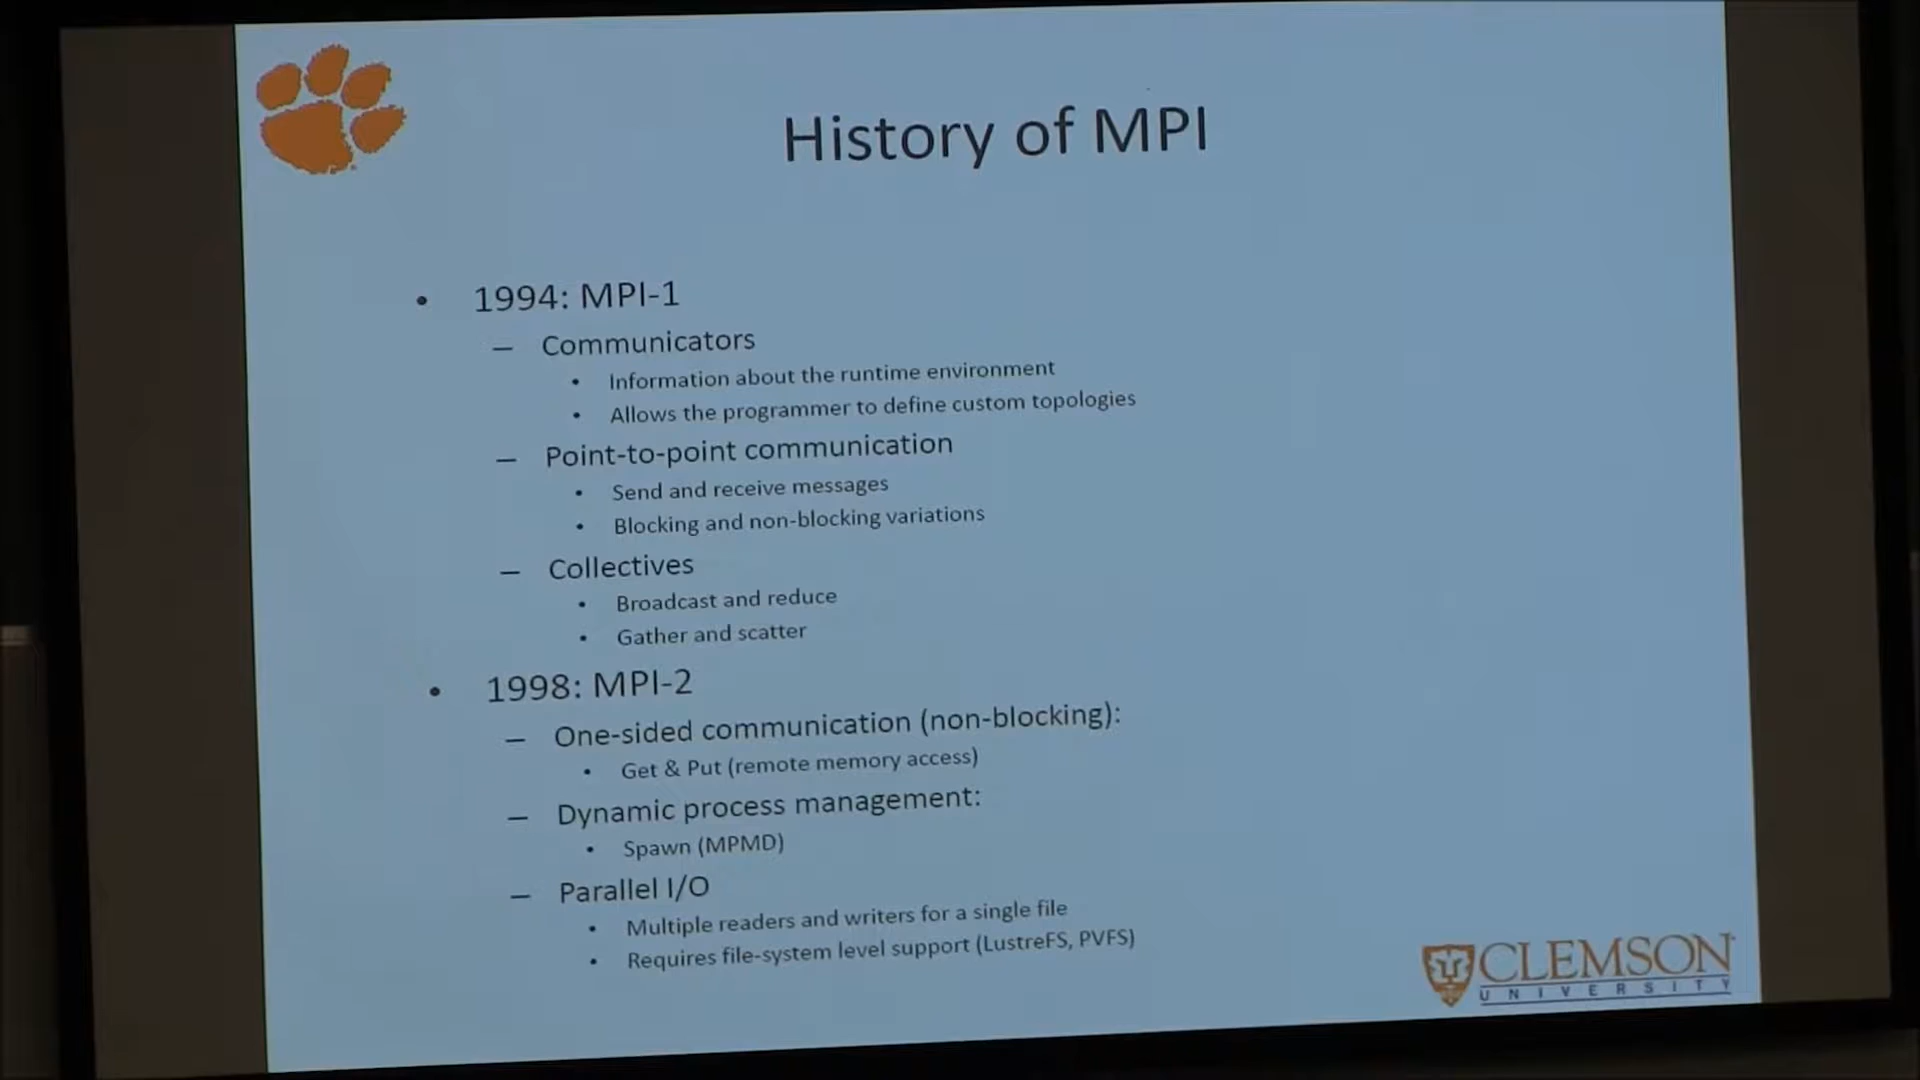 History of MPI
• 1994: MPI-1
– Communicators
• Information about the runtime environment
• Allows the programmer to define custom topologies
– Point-to-point communication
• Send and receive messages
• Blocking and non-blocking variations
– Collectives
• Broadcast and reduce
• Gather and scatter
• 1998: MPI-2
– One-sided communication (non-blocking):
• Get & Put (remote memory access)
– Dynamic process management:
• Spawn (MPMD)
– Parallel I/O
• Multiple readers and writers for a single file
• Requires file-system level support (LustreFS, PVFS)
CLEMSON
UNIVERSITY